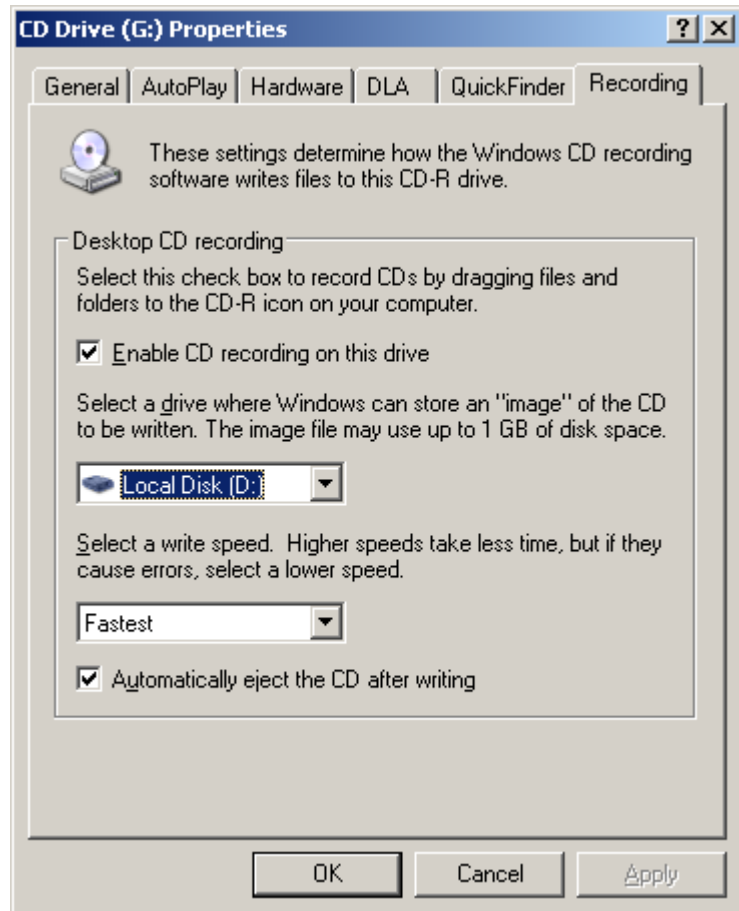 CD Drive (G:) Properties
General AutoPlay Hardware DLA QuickFinder Recording
These settings determine how the Windows CD recording
software writes files to this CD-R drive.
Desktop CD recording
Select this check box to record CDs by dragging files and
folders to the CD-R icon on your computer.
Enable CD recording on this drive
Select a drive where Windows can store an "image" of the CD
to be written. The image file may use up to 1 GB of disk space.
Local Disk (D:)
Select a write speed.  Higher speeds take less time, but if they
cause errors, select a lower speed.
Fastest
Automatically eject the CD after writing
OK Cancel Apply